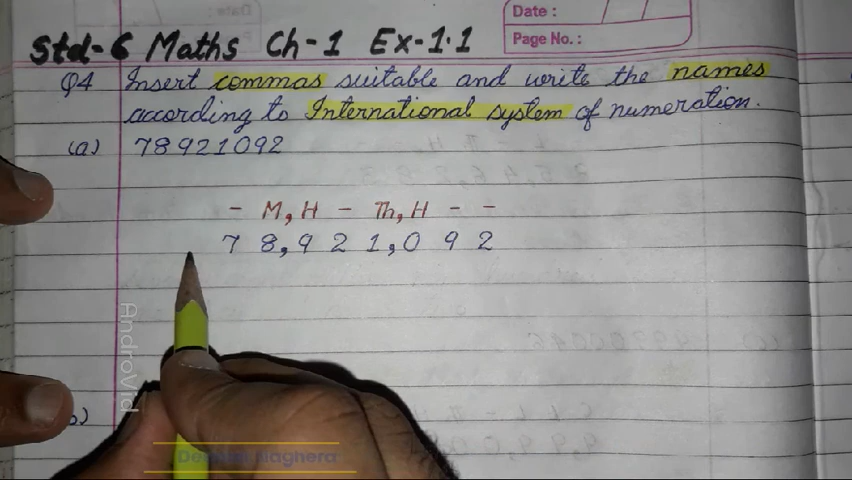 Date :
Page No. :
Std-6 Maths Ch-1 Ex-1.1
Q4 Insert commas suitable and write the names
according to International system of numeration.
(a) 78921092
- M, H - Th, H - -
7 8, 9 2 1, 0 9 2
b)
AndroVid